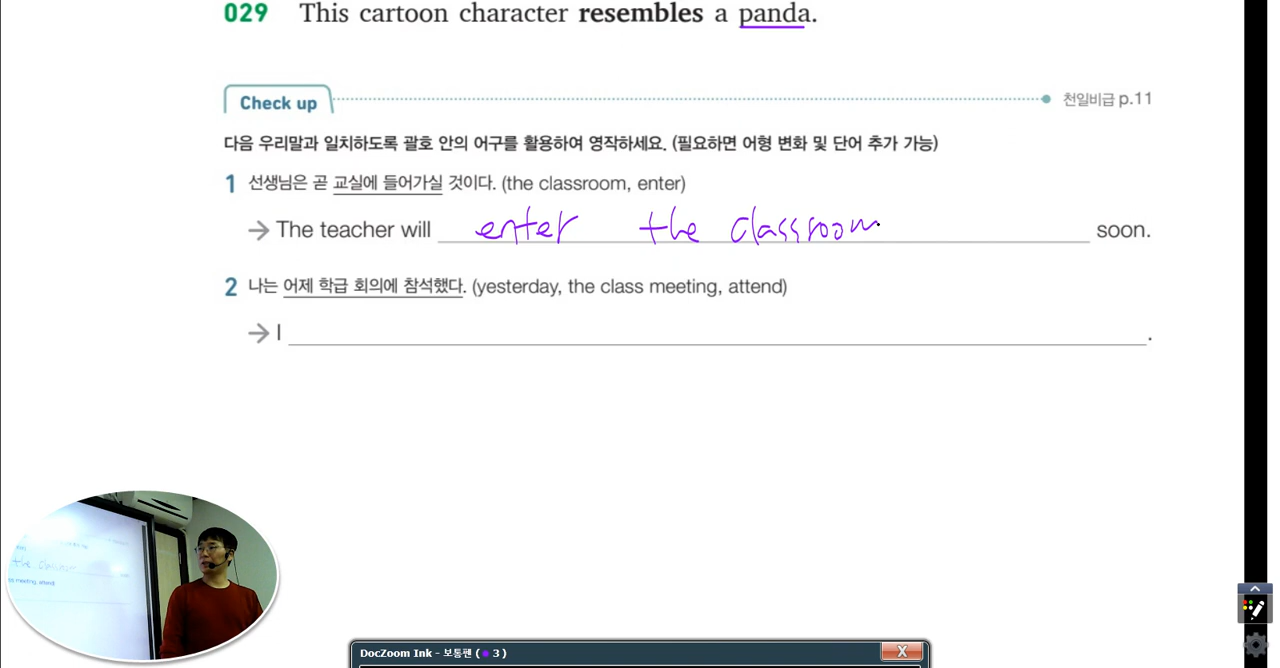 029 This cartoon character resembles a panda.
Check up
천일비급 p.11
다음 우리말과 일치하도록 괄호 안의 어구를 활용하여 영작하세요. (필요하면 어형 변화 및 단어 추가 가능)
1 선생님은 곧 교실에 들어가실 것이다. (the classroom, enter)
→ The teacher will enter the classroom soon.
2 나는 어제 학급 회의에 참석했다. (yesterday, the class meeting, attend)
→ I .
the classroom
meeting, attend
DocZoom Ink - 보통펜 ( 3 )
X